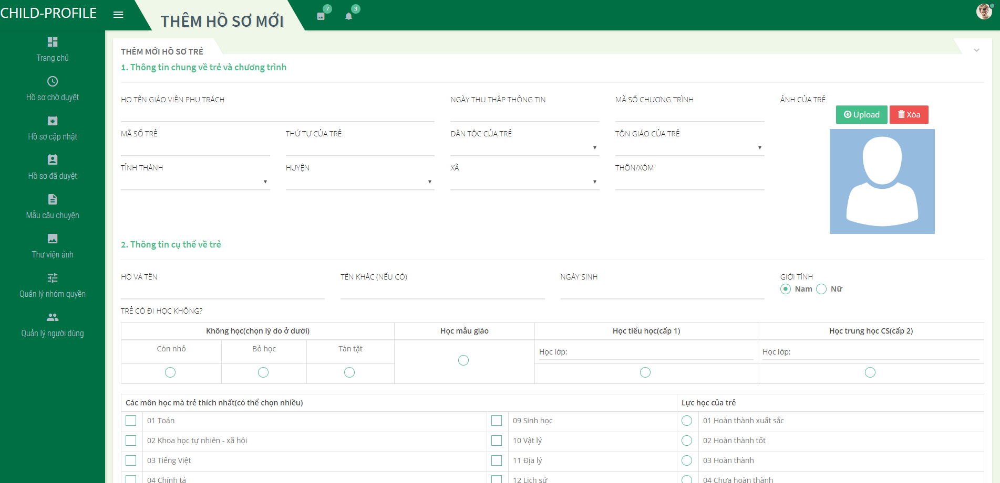 CHILD-PROFILE
THÊM HỒ SƠ MỚI
7
3
Trang chủ
Hồ sơ chờ duyệt
Hồ sơ cập nhật
Hồ sơ đã duyệt
Mẫu câu chuyện
Thư viện ảnh
Quản lý nhóm quyền
Quản lý người dùng
THÊM MỚI HỒ SƠ TRẺ
1. Thông tin chung về trẻ và chương trình
HỌ TÊN GIÁO VIÊN PHỤ TRÁCH
NGÀY THU THẬP THÔNG TIN
MÃ SỐ CHƯƠNG TRÌNH
ẢNH CỦA TRẺ
Upload
Xóa
MÃ SỐ TRẺ
THỨ TỰ CỦA TRẺ
DÂN TỘC CỦA TRẺ
TÔN GIÁO CỦA TRẺ
TỈNH THÀNH
HUYỆN
XÃ
THÔN/XÓM
2. Thông tin cụ thể về trẻ
HỌ VÀ TÊN
TÊN KHÁC (NẾU CÓ)
NGÀY SINH
GIỚI TÍNH
Nam
Nữ
TRẺ CÓ ĐI HỌC KHÔNG?
Không học(chọn lý do ở dưới)
Học mẫu giáo
Học tiểu học(cấp 1)
Học trung học CS(cấp 2)
Còn nhỏ
Bỏ học
Tàn tật
Học lớp:
Học lớp:
Các môn học mà trẻ thích nhất(có thể chọn nhiều)
Lực học của trẻ
01 Toán
09 Sinh học
01 Hoàn thành xuất sắc
02 Khoa học tự nhiên - xã hội
10 Vật lý
02 Hoàn thành tốt
03 Tiếng Việt
11 Địa lý
03 Hoàn thành
04 Chính tả
12 Lịch sử
04 Chưa hoàn thành